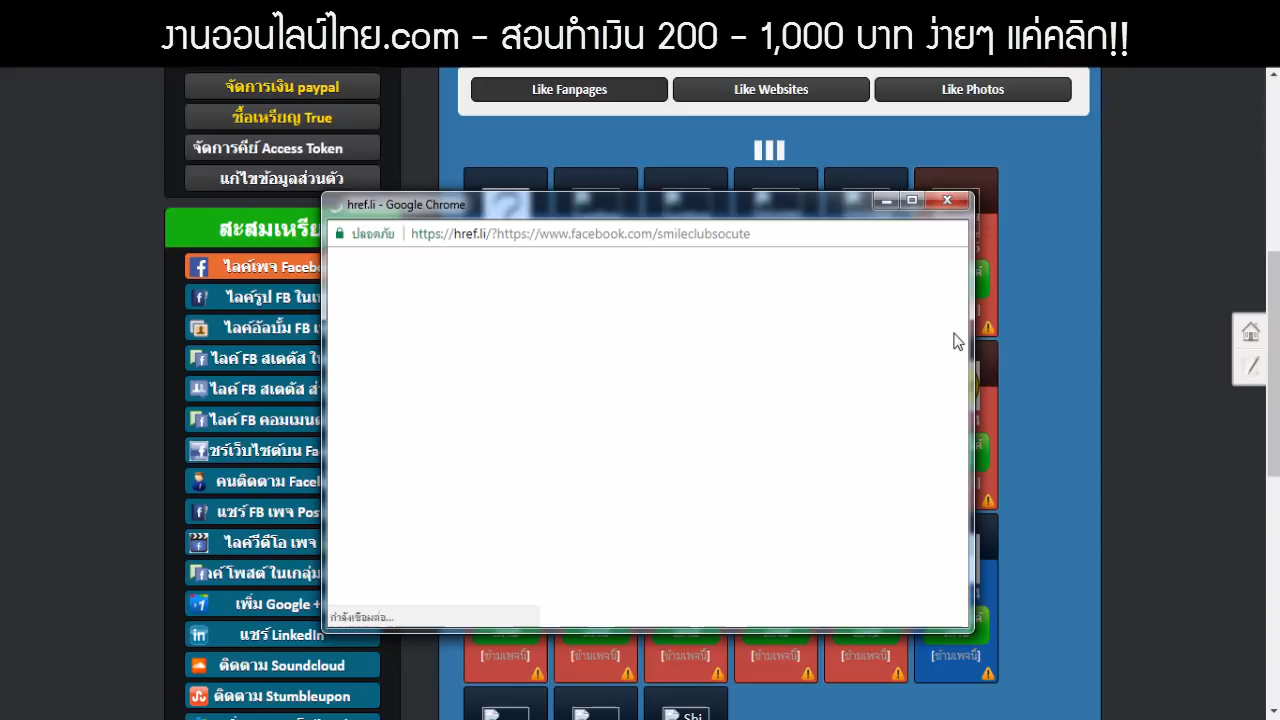 งานออนไลน์ไทย.com - สอนทำเงิน 200 - 1,000 บาท ง่ายๆ แค่คลิก!!
จัดการเงิน paypal
ซื้อเหรียญ True
จัดการคีย์ Access Token
แก้ไขข้อมูลส่วนตัว
สะสมเหรี
ไลค์เพจ Facebo
ไลค์รูป FB ในเ
ไลค์อัลบั้ม FB เ
ไลค์ FB สเตตัส ใ
ไลค์ FB สเตตัส ส่
ไลค์ FB คอมเมน
ชร์เว็บไซต์บน Fa
คนติดตาม Facel
แชร์ FB เพจ Pos
ไลค์วีดีโอ เพจ
ค์ โพสต์ ในกลุ่ม
เพิ่ม Google +
แชร์ LinkedIn
ติดตาม Soundcloud
ติดตาม Stumbleupon
Like Fanpages
Like Websites
Like Photos
href.li - Google Chrome
ปลอดภัย
https://href.li/?https://www.facebook.com/smileclubsocute
กำลังเชื่อมต่อ...
[ข้ามเพจนี้]
[ข้ามเพจนี้]
[ข้ามเพจนี้]
[ข้ามเพจนี้]
[ข้ามเพจนี้]
[ข้ามเพจนี้]
Shi